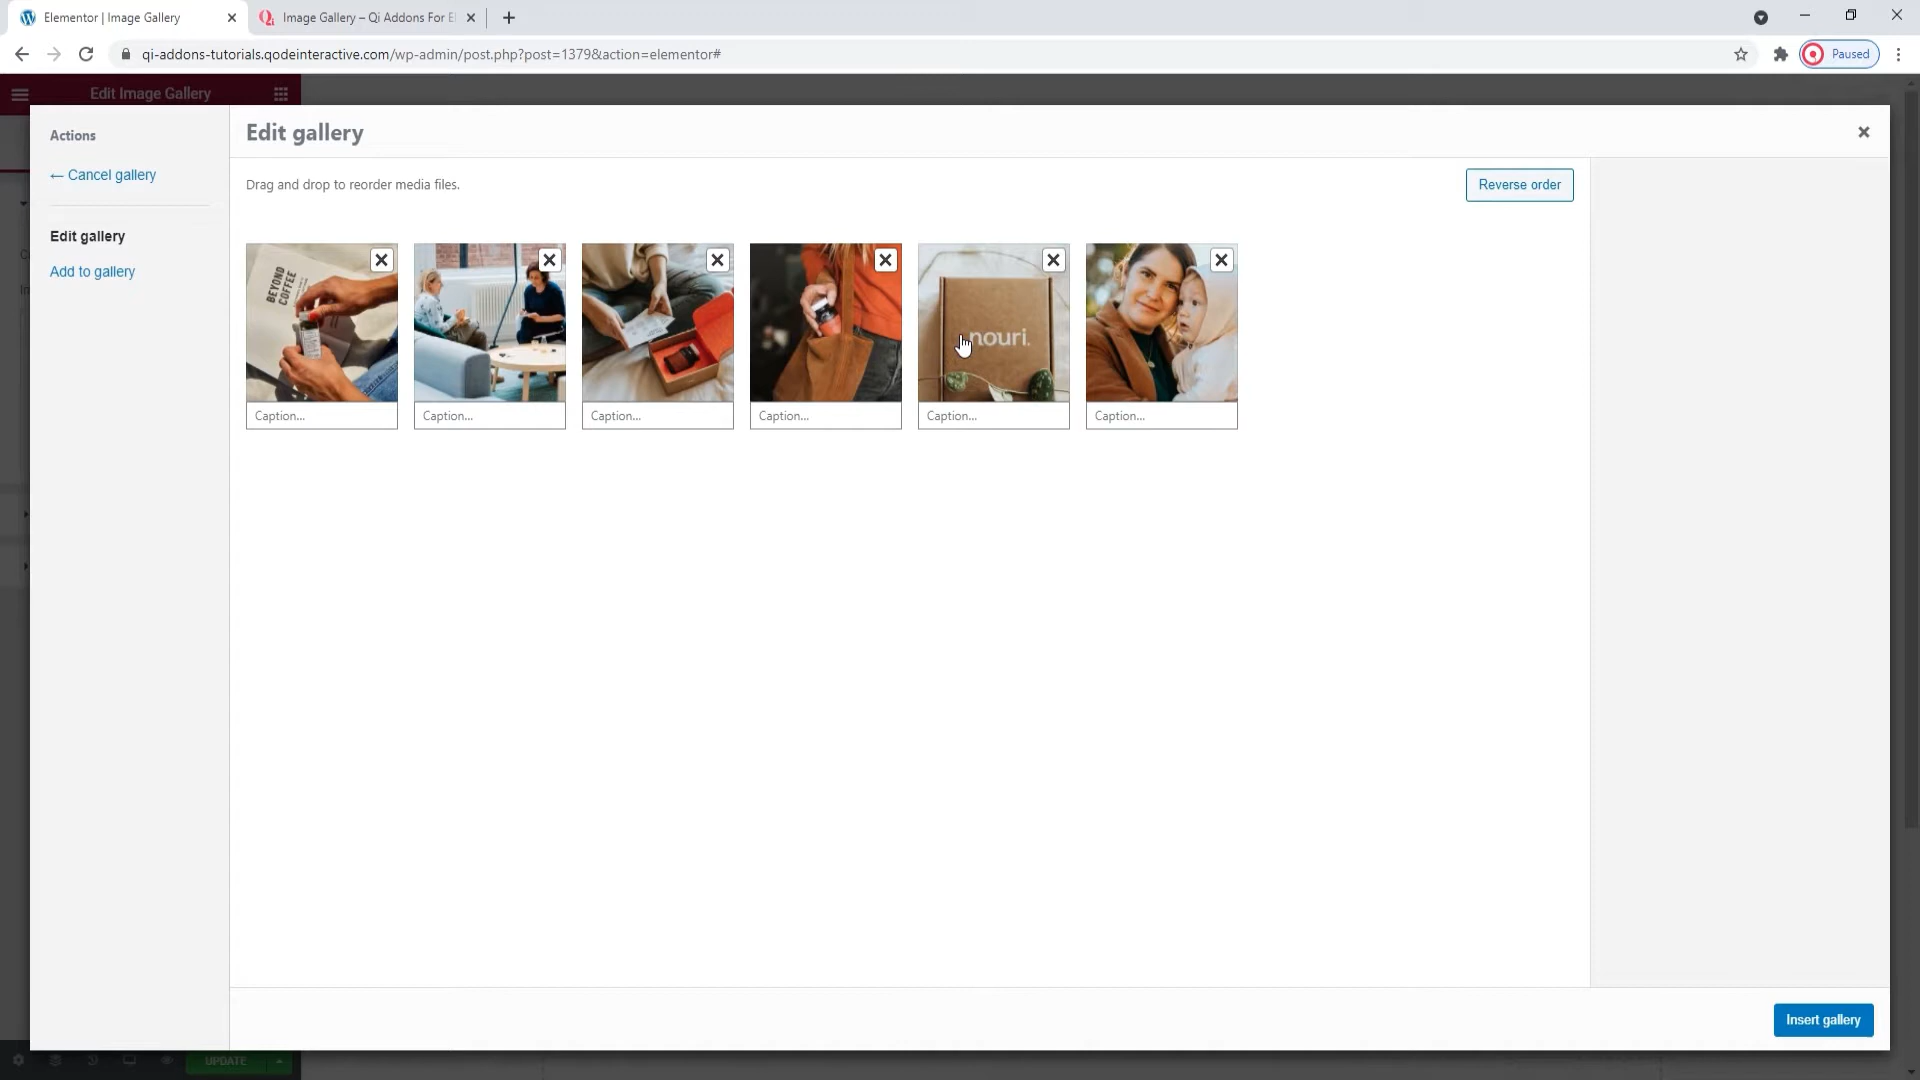 Elementor | Image Gallery
Image Gallery – Qi Addons For El
qi-addons-tutorials.qodeinteractive.com/wp-admin/post.php?post=1379&action=elementor#
Paused
Edit Image Gallery
Actions
← Cancel gallery
Edit gallery
Add to gallery
Edit gallery
Drag and drop to reorder media files.
Reverse order
BEYOND
COFFEE
nouri.
Caption...
Caption...
Caption...
Caption...
Caption...
Caption...
Insert gallery
UPDATE